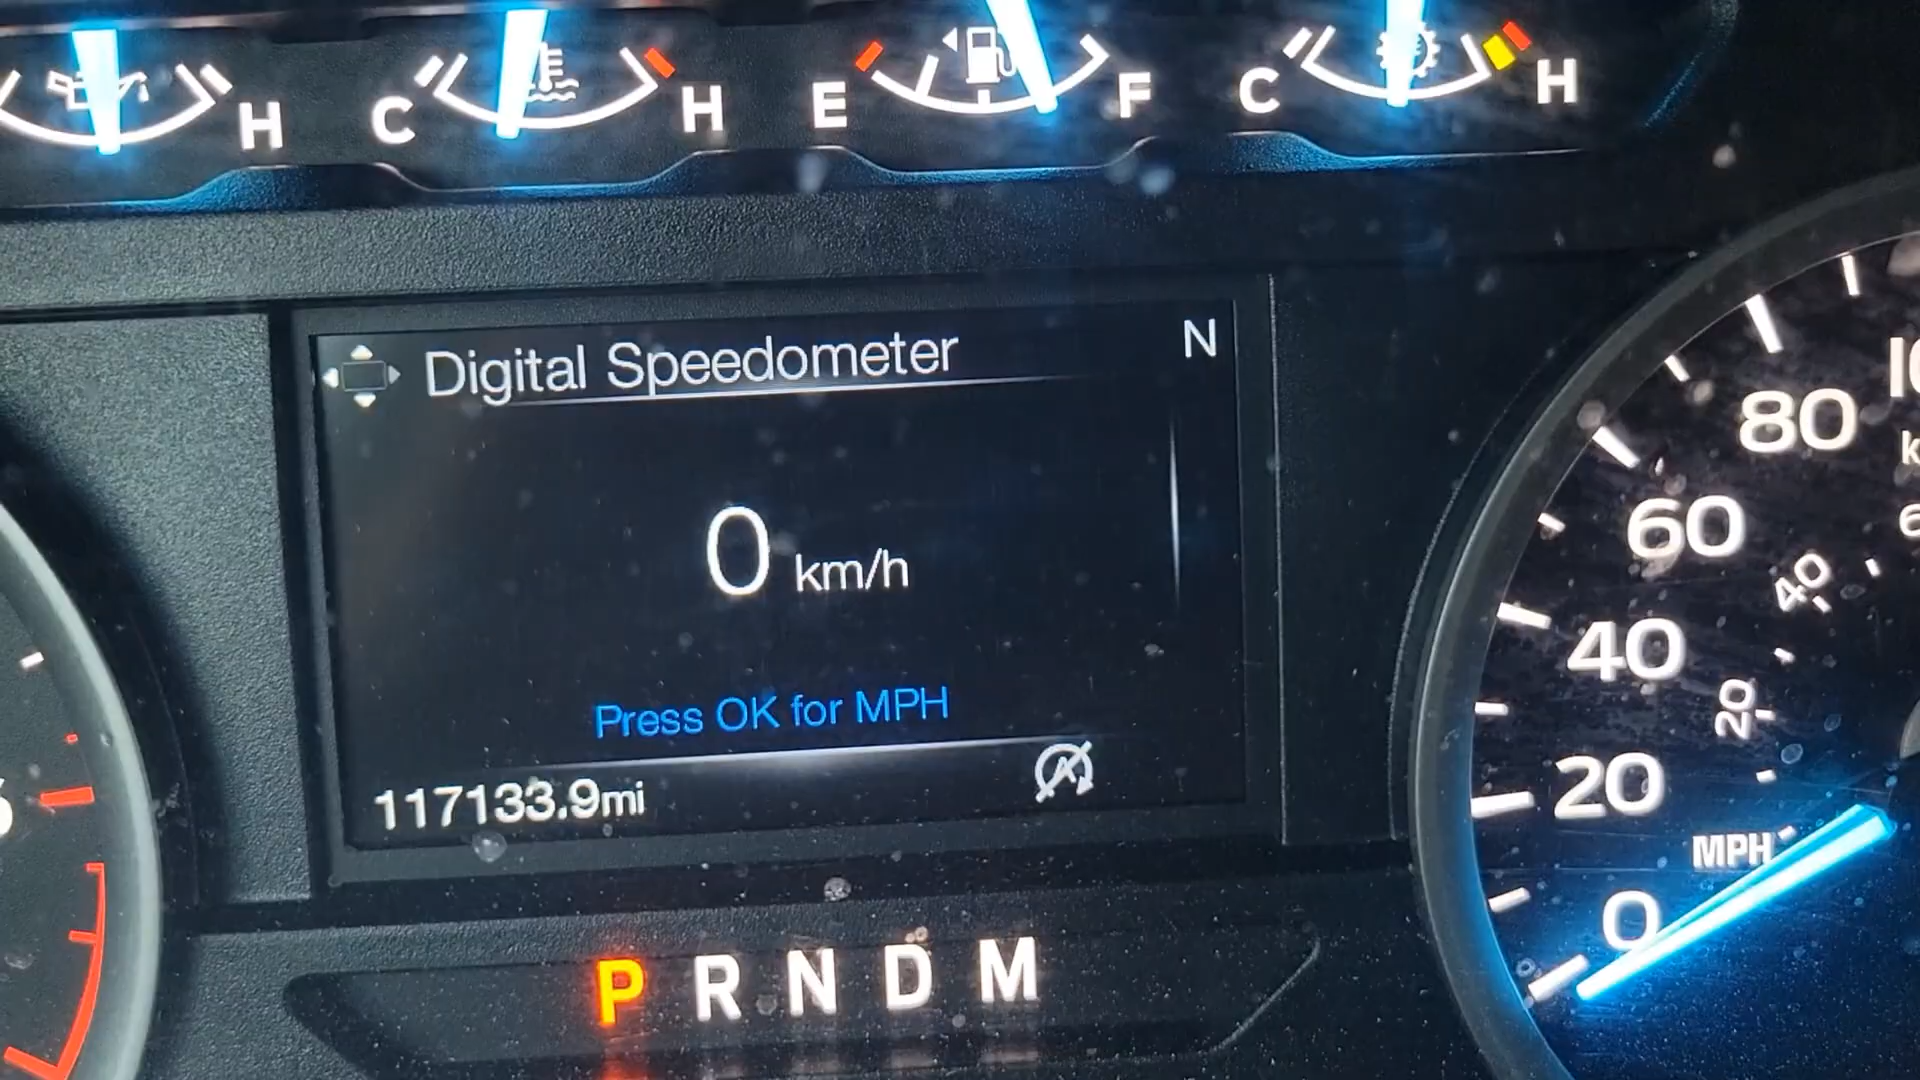 H C H E F C H
Digital Speedometer N
0 km/h
Press OK for MPH
117133.9mi
P R N D M
80
60
40
20
0
40
20
MPH